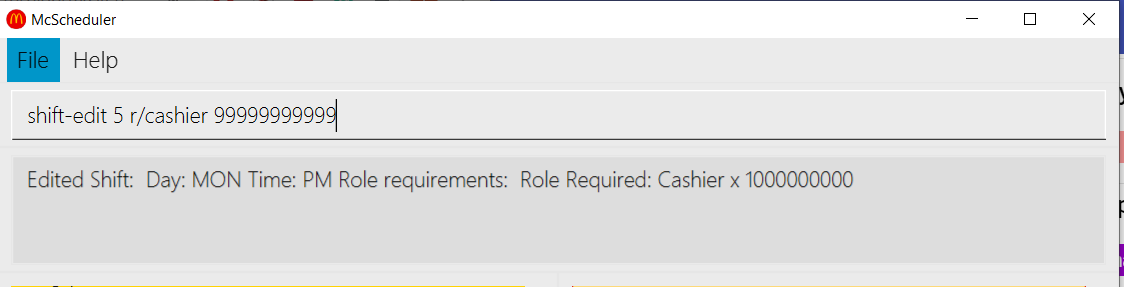 McScheduler
File Help
shift-edit 5 r/cashier 99999999999
Edited Shift:  Day: MON Time: PM Role requirements:  Role Required: Cashier x 1000000000